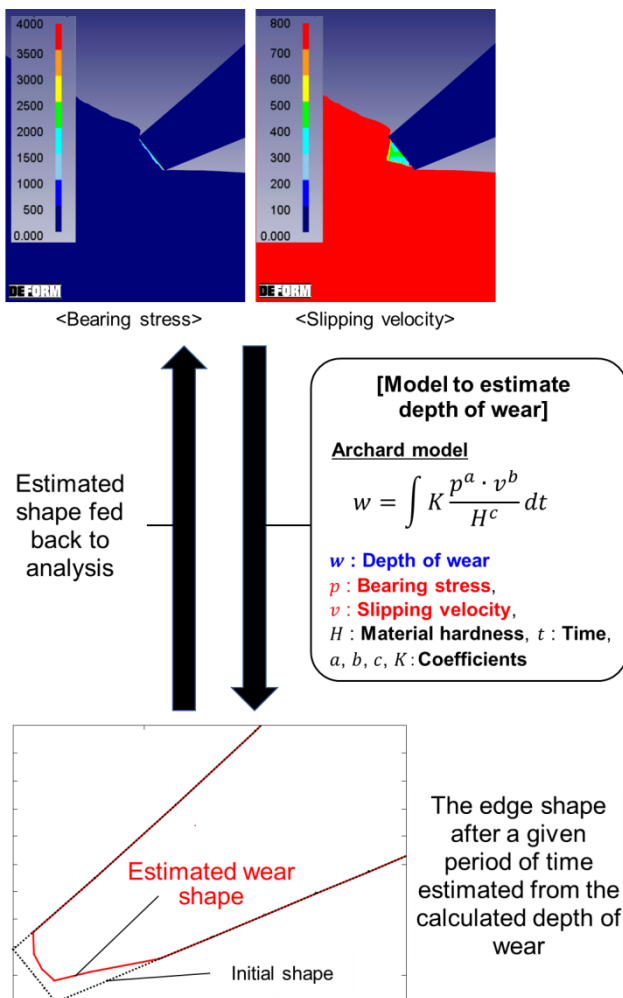 4000
3500
3000
2500
2000
1500
1000
500
0.000
DEFORM
800
700
600
500
400
300
200
100
0.000
DEFORM
<Bearing stress>
<Slipping velocity>
Estimated
shape fed
back to
analysis
[Model to estimate
depth of wear]
Archard model
w = ∫ K p^a · v^b / H^c dt
w : Depth of wear
p : Bearing stress,
v : Slipping velocity,
H : Material hardness, t : Time,
a, b, c, K : Coefficients
Estimated wear
shape
Initial shape
The edge shape
after a given
period of time
estimated from the
calculated depth of
wear